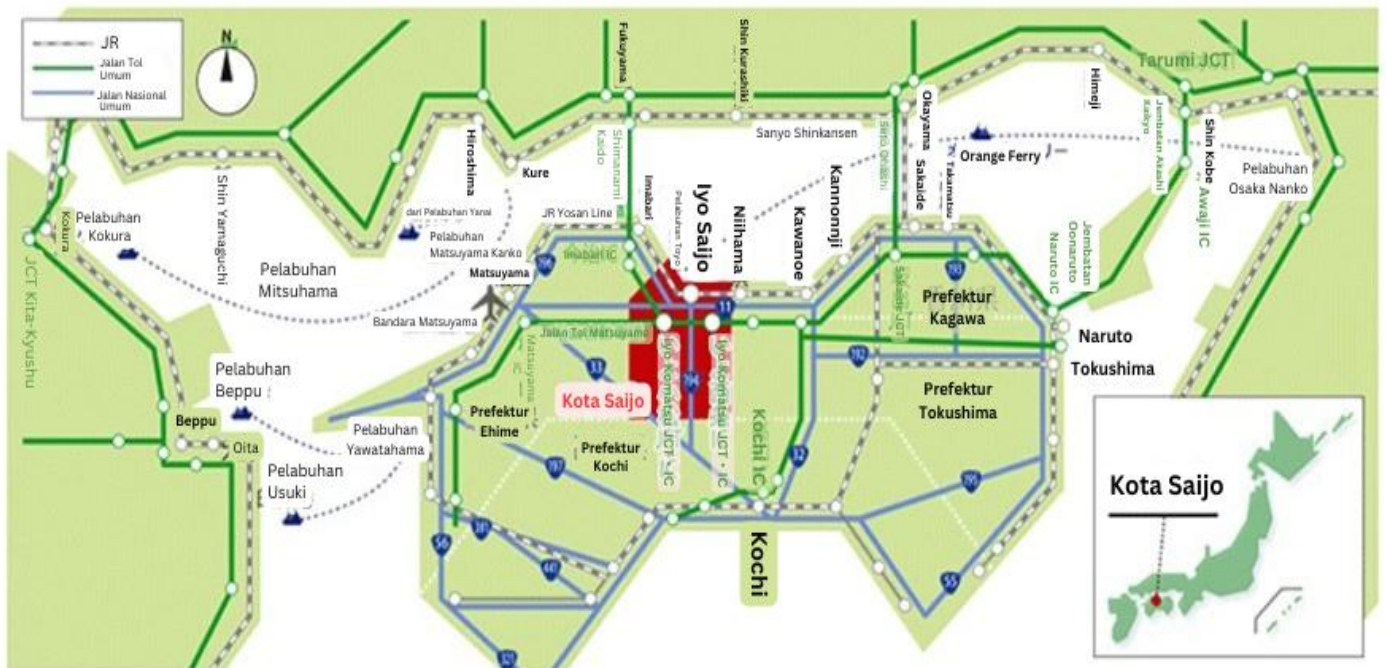 JR
Jalan Tol
Umum
Jalan Nasional
Umum
N
Fukuyama
Shin Kurashiki
Tarumi JCT
Himeji
Okayama
Jembatan Akashi
Kaikyo
Shin Kobe
Awaji IC
Pelabuhan
Osaka Nanko
Sanyo Shinkansen
Orange Ferry
Shimanami
Kaido
Hiroshima
Kure
Sakaide
Takamatsu
Kannonnji
Kawanoe
Niihama
Iyo Saijo
Pelabuhan Toyo
Imabari
JR Yosan Line
Imabari IC
dari Pelabuhan Yanai
Pelabuhan
Matsuyama Kanko
Matsuyama
Bandara Matsuyama
Pelabuhan
Mitsuhama
Shin Yamaguchi
Pelabuhan
Kokura
Kokura
JCT Kita-Kyushu
Jembatan
Oonaruto
Naruto IC
196
11
193
192
33
194
32
197
195
56
381
441
55
321
Prefektur
Kagawa
Naruto
Tokushima
Prefektur
Tokushima
Jalan Tol Matsuyama
Matsuyama
Iyo Komatsu JCT・IC
Iyo Komatsu JCT・IC
Kochi IC
Kota Saijo
Prefektur
Ehime
Prefektur
Kochi
Kochi
Pelabuhan
Beppu
Beppu
Oita
Pelabuhan
Yawatahama
Pelabuhan
Usuki
Kota Saijo